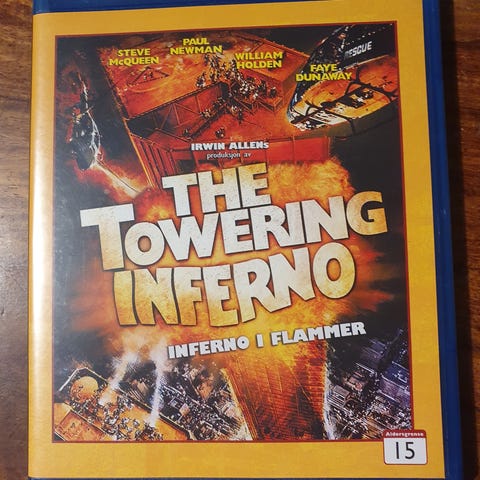 STEVE
McQUEEN
PAUL
NEWMAN
WILLIAM
HOLDEN
FAYE
DUNAWAY
RESCUE
IRWIN ALLENs
produksjon av
THE
TOWERING
INFERNO
INFERNO I FLAMMER
Aldersgrense
15